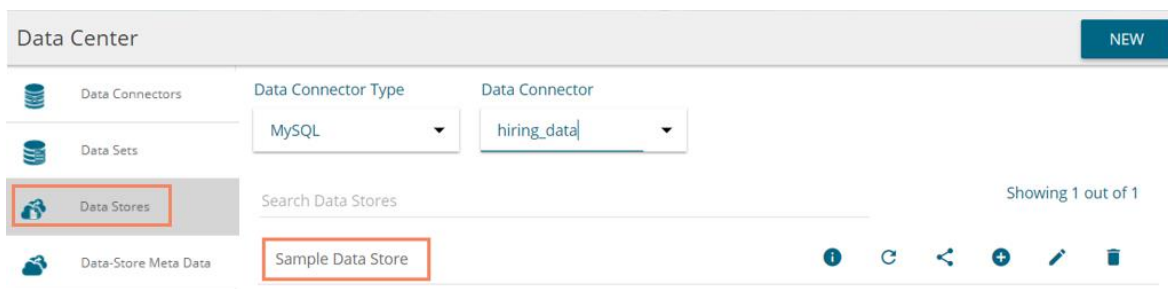 Data Center
NEW
Data Connectors
Data Connector Type
Data Connector
MySQL
hiring_data
Data Sets
Data Stores
Search Data Stores
Showing 1 out of 1
Data-Store Meta Data
Sample Data Store